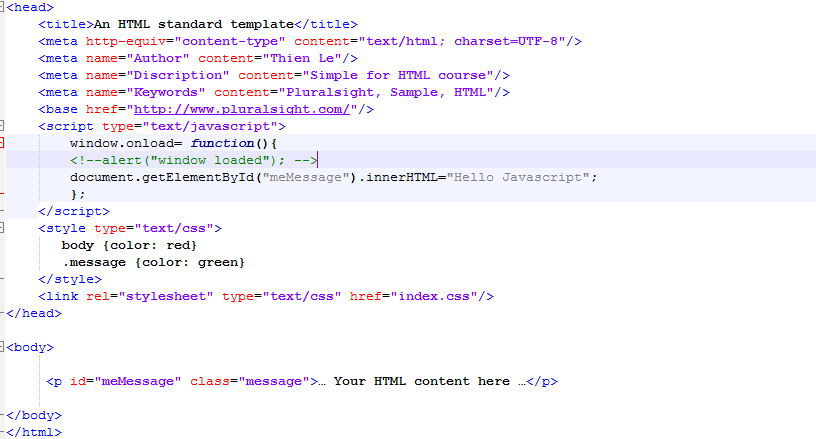 <head>
    <title>An HTML standard template</title>
    <meta http-equiv="content-type" content="text/html; charset=UTF-8"/>
    <meta name="Author" content="Thien Le"/>
    <meta name="Discription" content="Simple for HTML course"/>
    <meta name="Keywords" content="Pluralsight, Sample, HTML"/>
    <base href="http://www.pluralsight.com/"/>
    <script type="text/javascript">
        window.onload= function(){
        <!--alert("window loaded"); -->
        document.getElementById("meMessage").innerHTML="Hello Javascript";
        };
    </script>
    <style type="text/css">
       body {color: red}
       .message {color: green}
    </style>
    <link rel="stylesheet" type="text/css" href="index.css"/>
</head>
<body>
     <p id="meMessage" class="message">… Your HTML content here …</p>
</body>
</html>